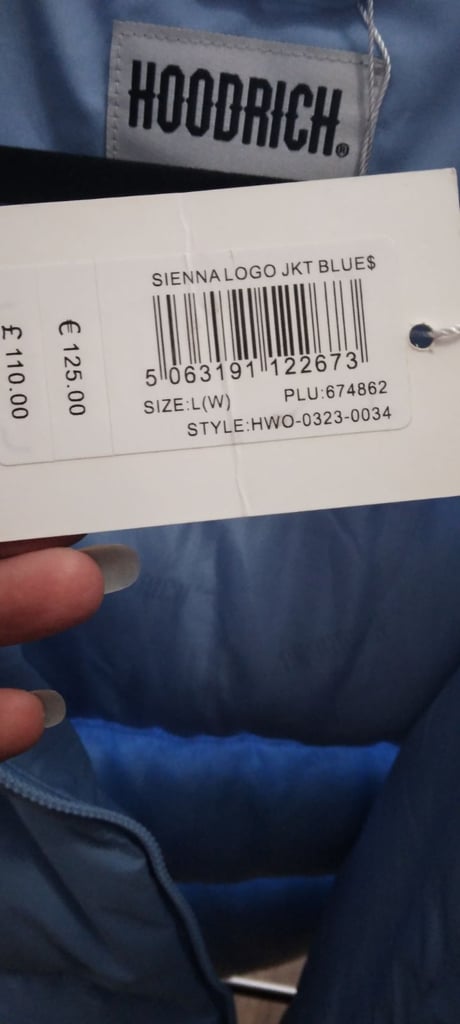 HOODRICH®
SIENNA LOGO JKT BLUE$
5 063191 122673
SIZE:L(W) PLU:674862
STYLE:HWO-0323-0034
€ 125.00
£ 110.00